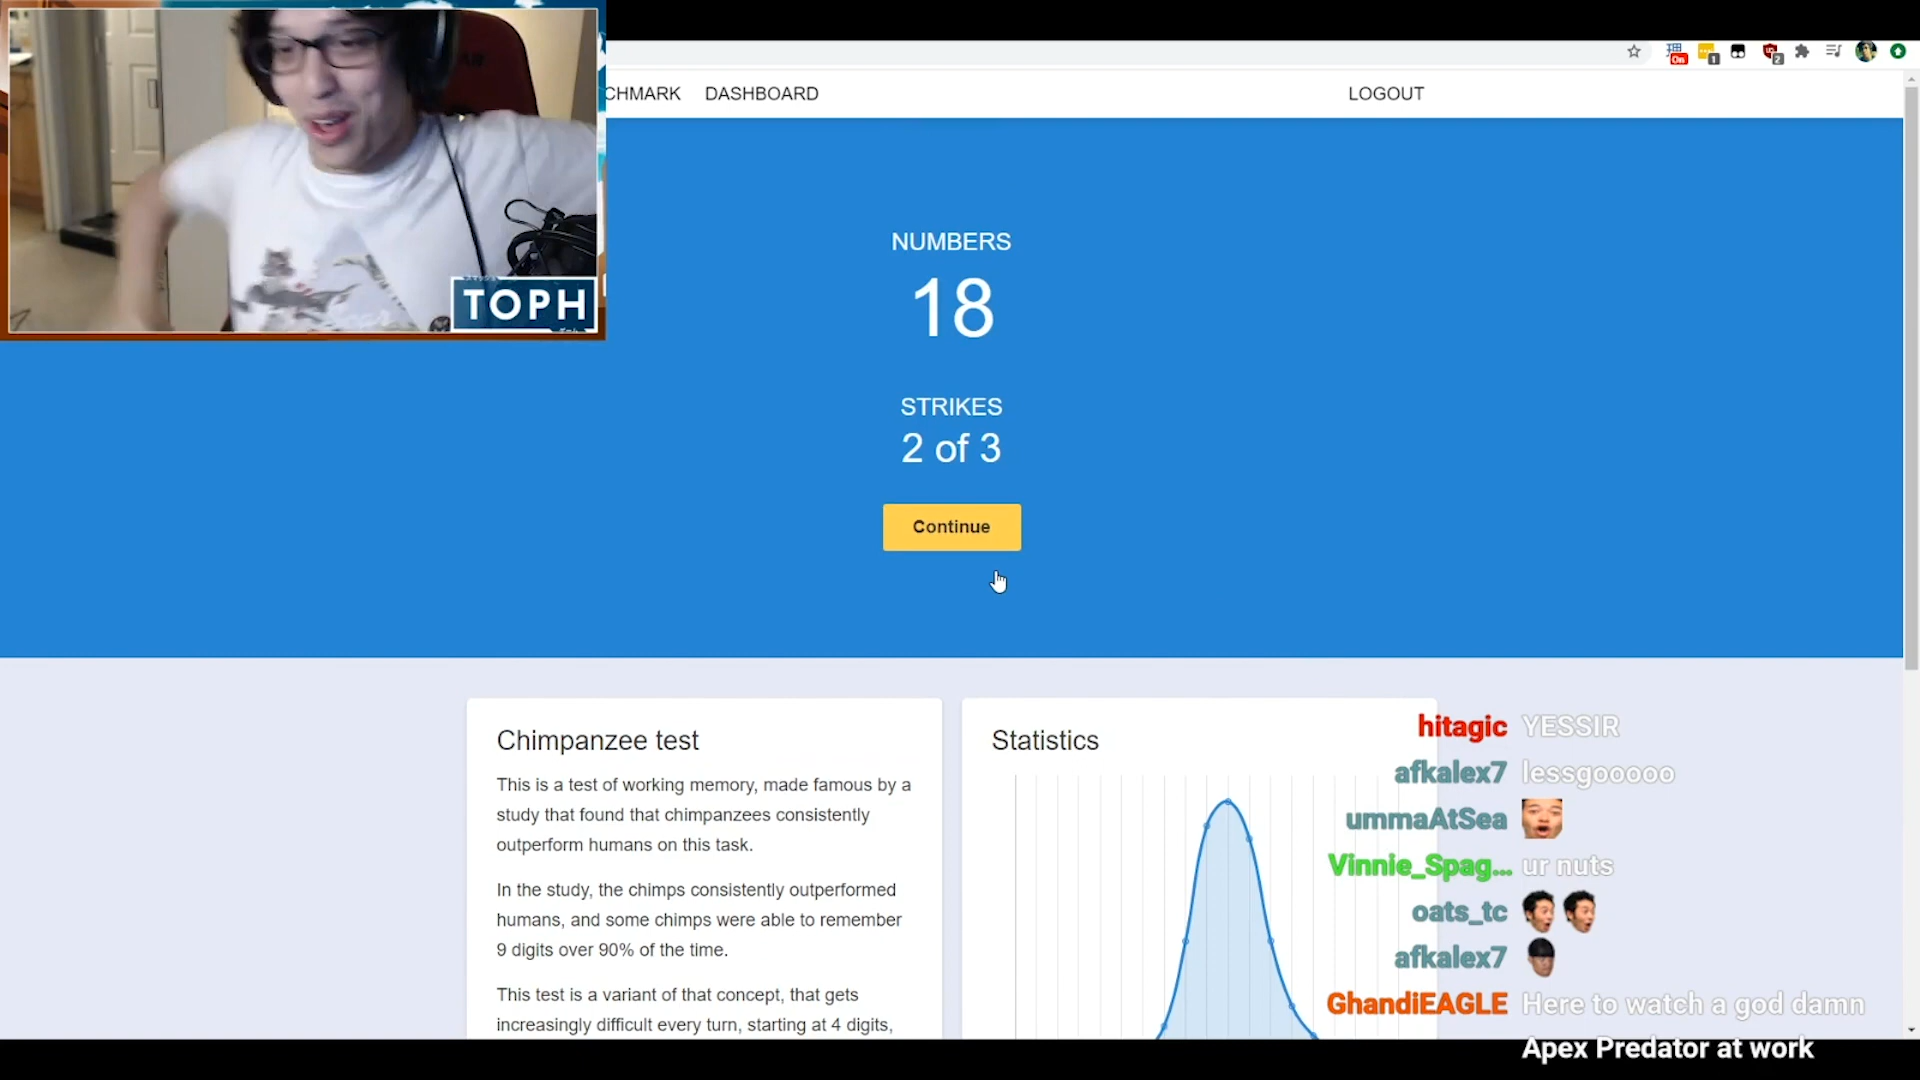 CHMARK DASHBOARD LOGOUT
TOPH
NUMBERS
18
STRIKES
2 of 3
Continue
Chimpanzee test
This is a test of working memory, made famous by a
study that found that chimpanzees consistently
outperform humans on this task.
In the study, the chimps consistently outperformed
humans, and some chimps were able to remember
9 digits over 90% of the time.
This test is a variant of that concept, that gets
increasingly difficult every turn, starting at 4 digits,
Statistics
hitagic YESSIR
afkalex7 lessgooooo
ummaAtSea
Vinnie_Spag... ur nuts
oats_tc
afkalex7
GhandiEAGLE Here to watch a god damn
Apex Predator at work
On
1
2